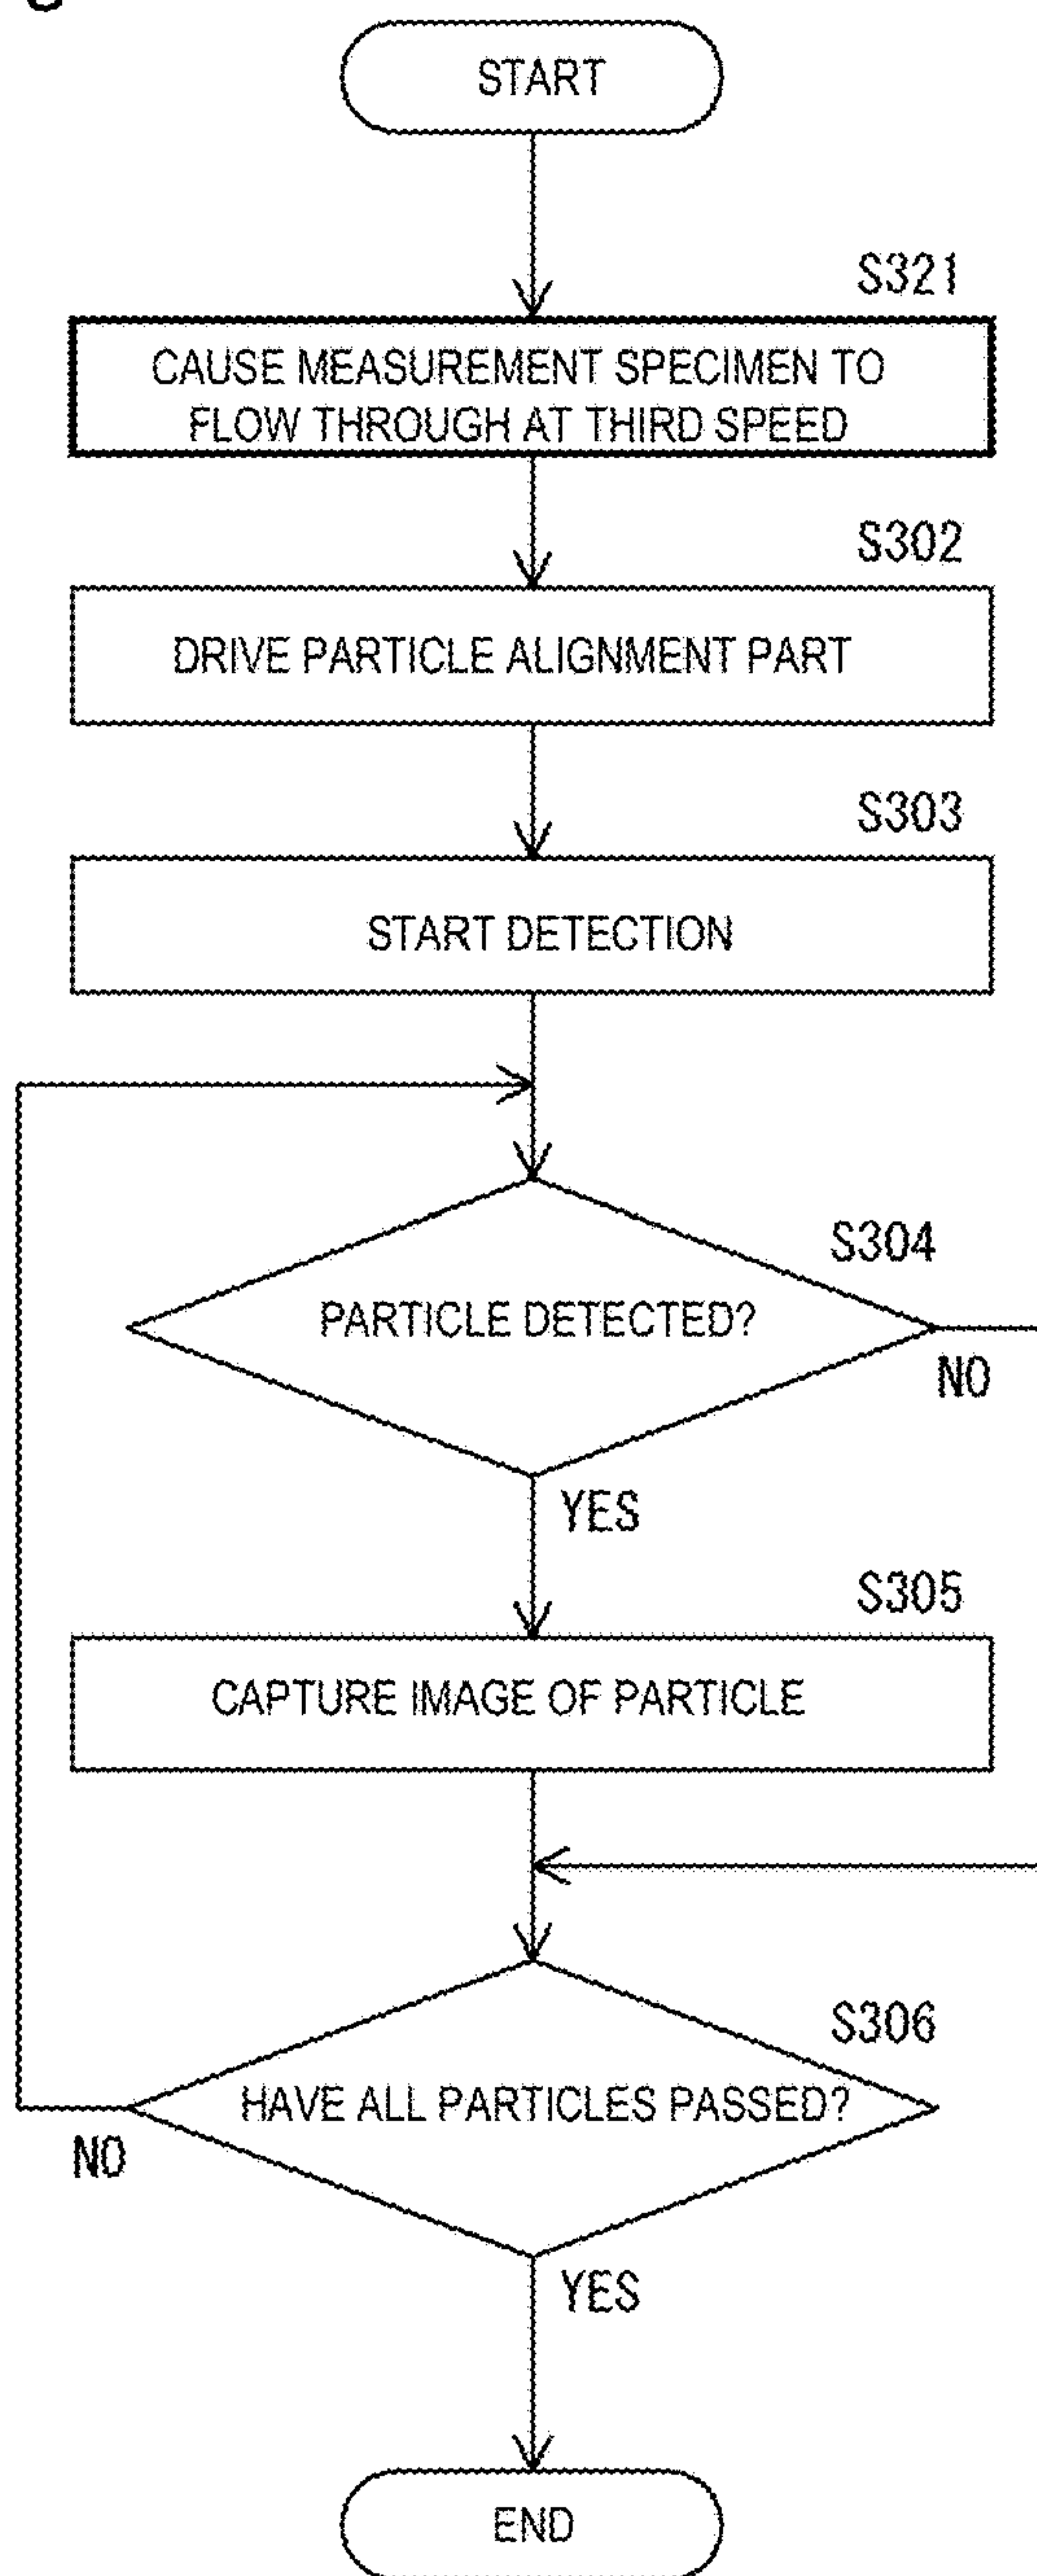 START
S321
CAUSE MEASUREMENT SPECIMEN TO
FLOW THROUGH AT THIRD SPEED
S302
DRIVE PARTICLE ALIGNMENT PART
S303
START DETECTION
S304
PARTICLE DETECTED?
NO
YES
S305
CAPTURE IMAGE OF PARTICLE
S306
HAVE ALL PARTICLES PASSED?
NO
YES
END